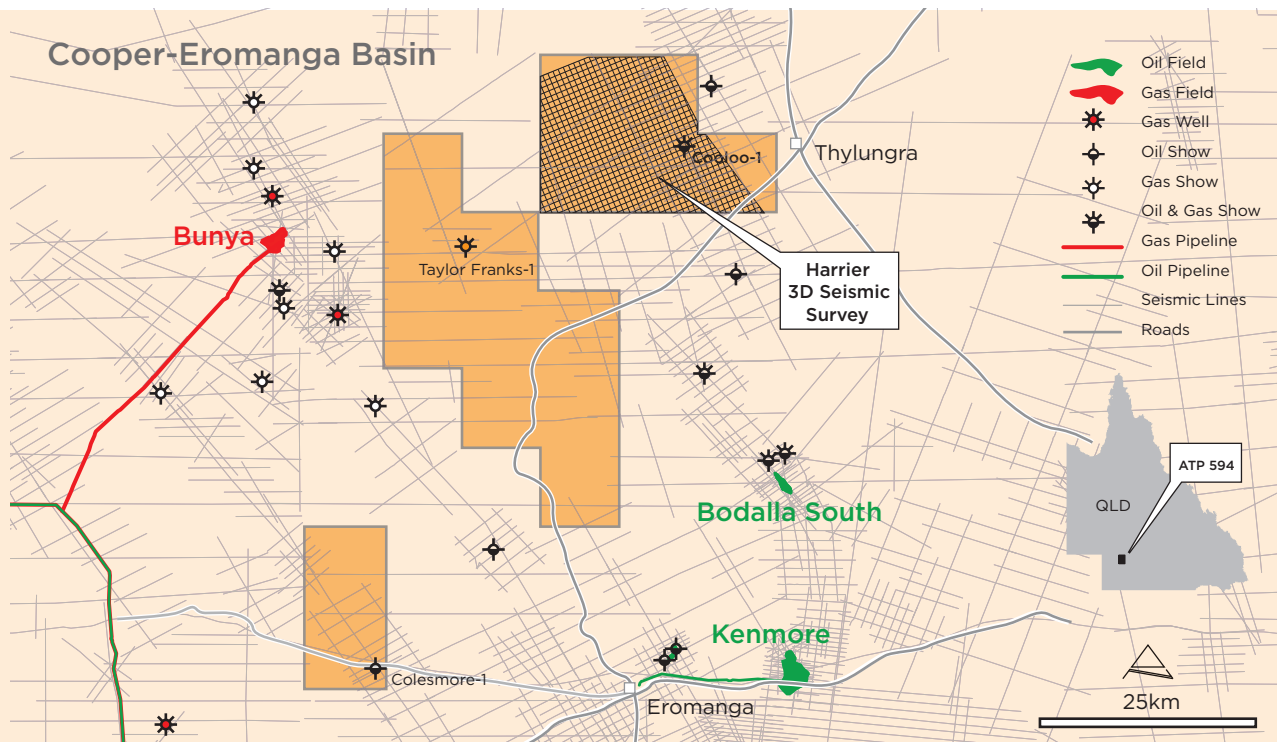 Cooper-Eromanga Basin
Oil Field
Gas Field
Gas Well
Oil Show
Gas Show
Oil & Gas Show
Gas Pipeline
Oil Pipeline
Seismic Lines
Roads
Cooloo-1
Thylungra
Bunya
Taylor Franks-1
Harrier
3D Seismic
Survey
ATP 594
QLD
Bodalla South
Kenmore
Colesmore-1
Eromanga
25km